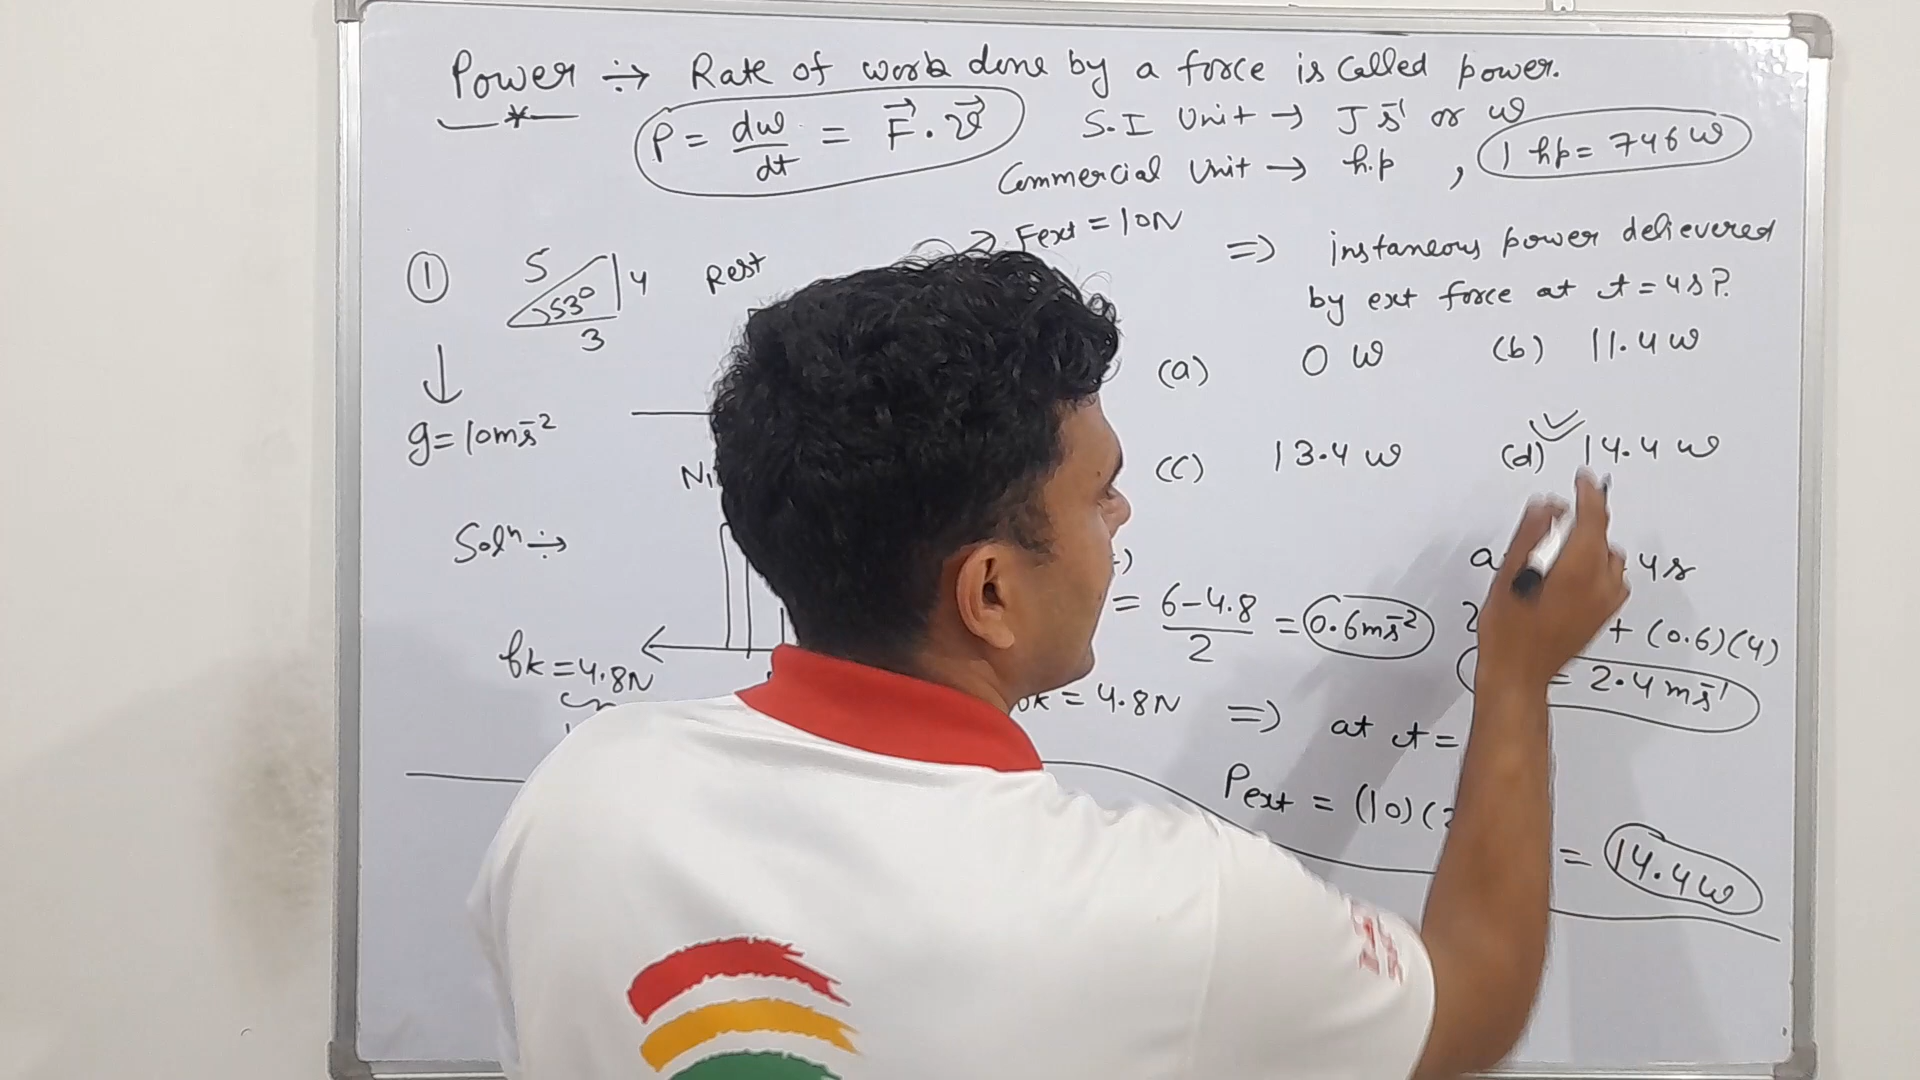 Power ÷→ Rate of work done by a force is called power.
P = dw/dt = F⃗ . v⃗
S.I Unit → J s⁻¹ or w
Commercial Unit → h.p , 1 hp = 746 w
① 5 4 53° 3
Rest
Fext = 10N
⇒ instaneous power delievered
by ext force at t = 4s?
g = 10ms⁻²
(a) 0 w (b) 11.4 w
(c) 13.4 w (d) 14.4 w
Solⁿ ÷→
4s
= 6-4.8/2 = 0.6ms⁻²
+ (0.6)(4)
fk = 4.8N
= 2.4 ms⁻¹
= 4.8N ⇒ at t =
Pext = (10)(
= 14.4w